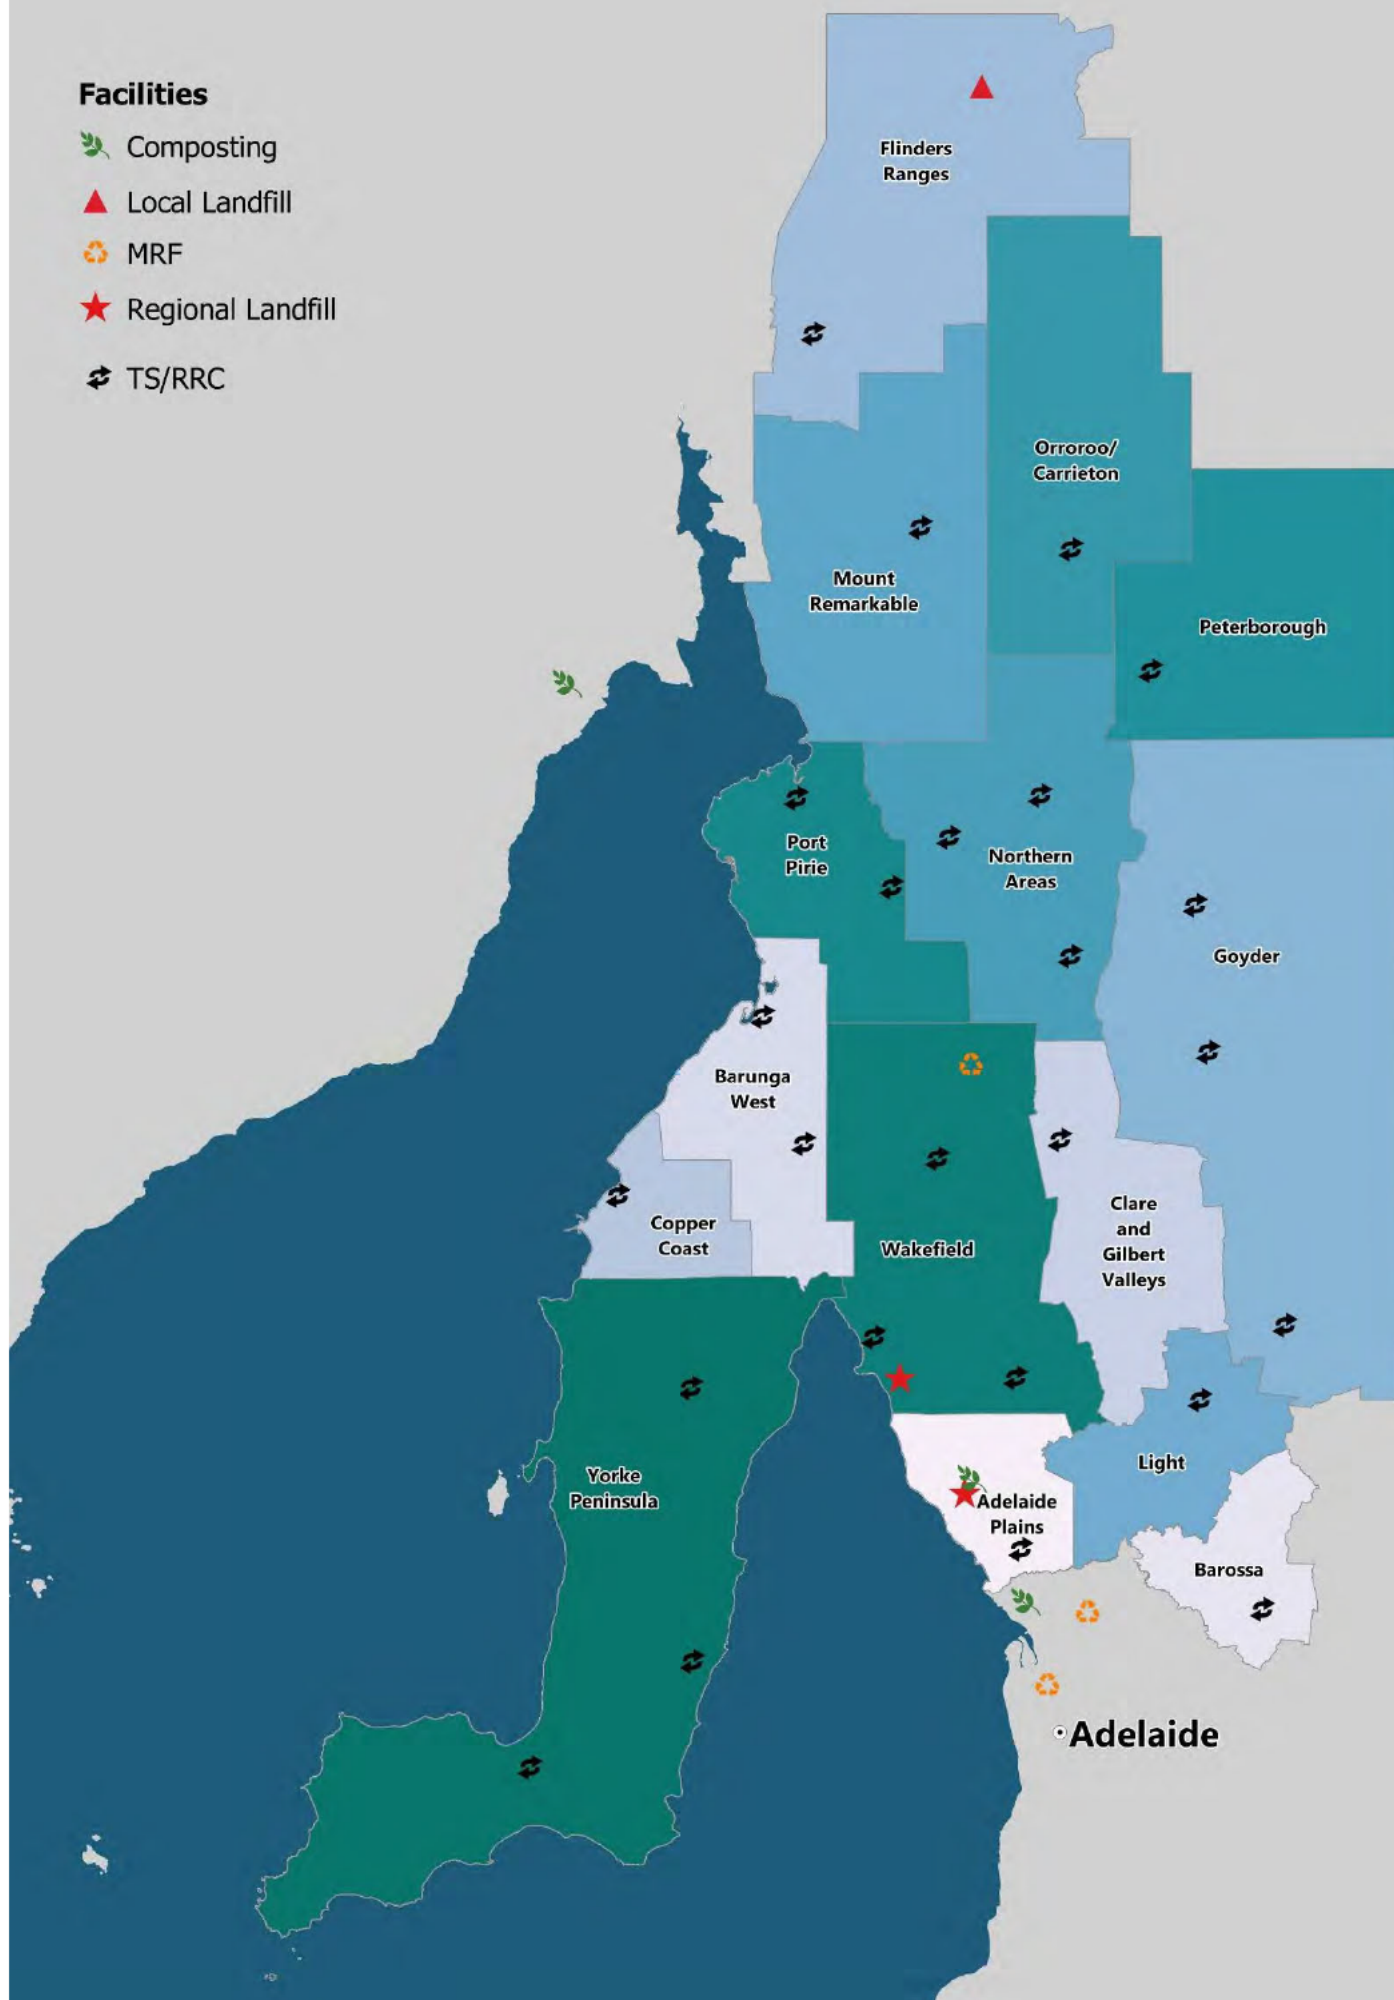 Facilities
Composting
Local Landfill
MRF
Regional Landfill
TS/RRC
Flinders
Ranges
Orroroo/
Carrieton
Mount
Remarkable
Peterborough
Port
Pirie
Northern
Areas
Goyder
Barunga
West
Clare
and
Gilbert
Valleys
Copper
Coast
Wakefield
Yorke
Peninsula
Light
Adelaide
Plains
Barossa
Adelaide